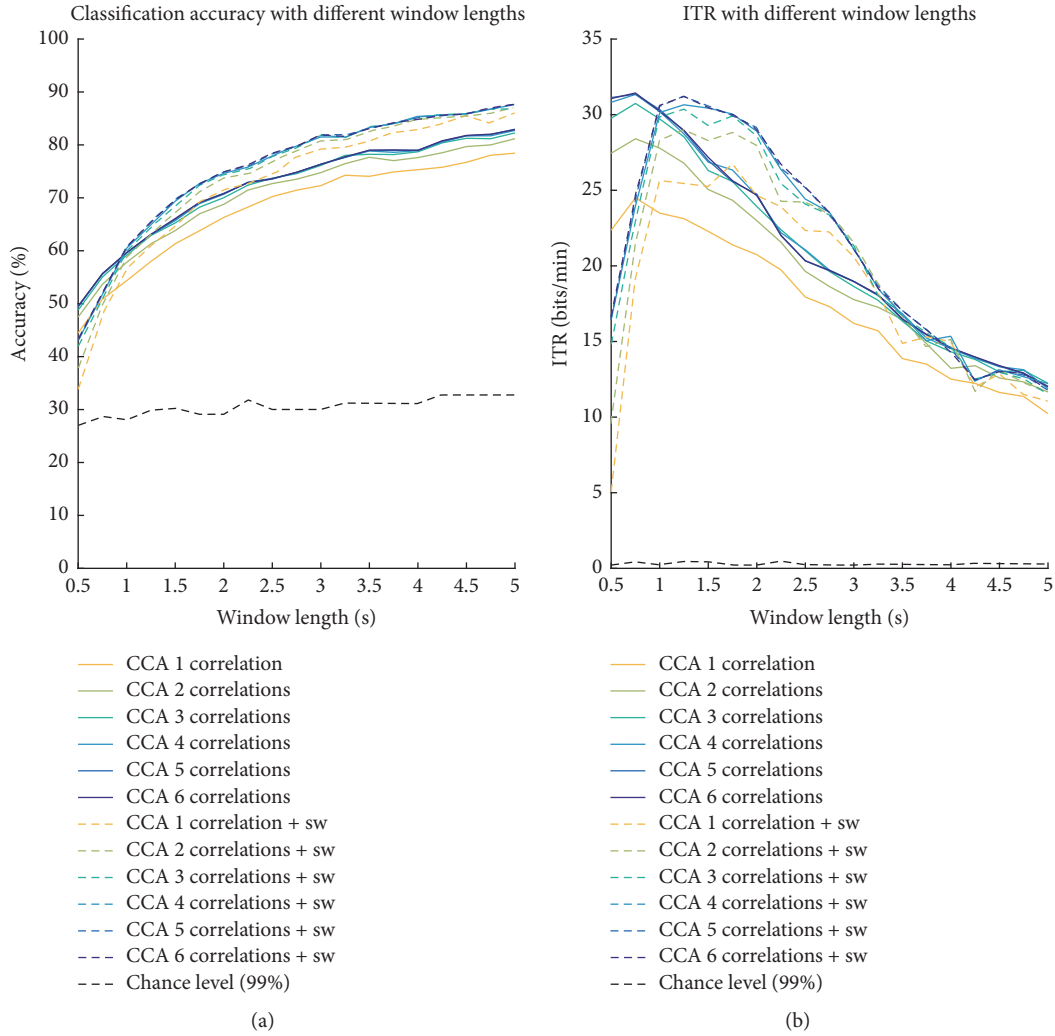 Classification accuracy with different window lengths
100
90
80
70
60
50
40
30
20
10
0
Accuracy (%)
0.5 1 1.5 2 2.5 3 3.5 4 4.5 5
Window length (s)
CCA 1 correlation
CCA 2 correlations
CCA 3 correlations
CCA 4 correlations
CCA 5 correlations
CCA 6 correlations
CCA 1 correlation + sw
CCA 2 correlations + sw
CCA 3 correlations + sw
CCA 4 correlations + sw
CCA 5 correlations + sw
CCA 6 correlations + sw
Chance level (99%)
(a)
ITR with different window lengths
35
30
25
20
15
10
5
0
ITR (bits/min)
0.5 1 1.5 2 2.5 3 3.5 4 4.5 5
Window length (s)
CCA 1 correlation
CCA 2 correlations
CCA 3 correlations
CCA 4 correlations
CCA 5 correlations
CCA 6 correlations
CCA 1 correlation + sw
CCA 2 correlations + sw
CCA 3 correlations + sw
CCA 4 correlations + sw
CCA 5 correlations + sw
CCA 6 correlations + sw
Chance level (99%)
(b)